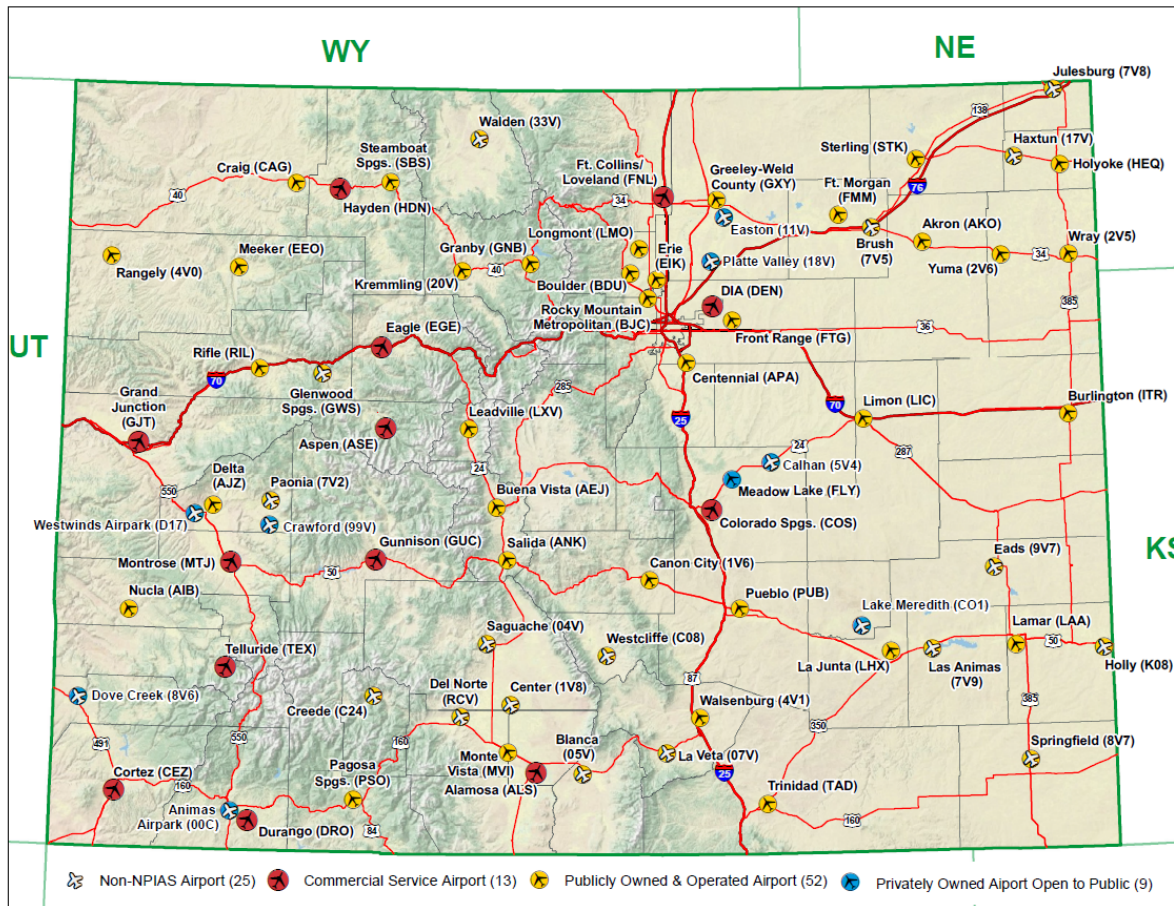 WY
NE
Julesburg (7V8)
138
Walden (33V)
Sterling (STK)
Haxtun (17V)
Steamboat
Spgs. (SBS)
Ft. Collins/
Loveland (FNL)
Greeley-Weld
County (GXY)
Holyoke (HEQ)
Craig (CAG)
Ft. Morgan
(FMM)
76
40
Hayden (HDN)
34
Easton (11V)
Longmont (LMO)
Akron (AKO)
Meeker (EEO)
Granby (GNB)
Erie
(EIK)
Brush
(7V5)
Wray (2V5)
Rangely (4V0)
40
Platte Valley (18V)
Yuma (2V6)
34
Kremmling (20V)
Boulder (BDU)
DIA (DEN)
385
Rocky Mountain
Metropolitan (BJC)
Eagle (EGE)
36
UT
Front Range (FTG)
Rifle (RIL)
Centennial (APA)
70
285
Glenwood
Spgs. (GWS)
Burlington (ITR)
Grand
Junction
(GJT)
Leadville (LXV)
25
70
Limon (LIC)
Aspen (ASE)
24
287
24
Calhan (5V4)
Delta
(AJZ)
Paonia (7V2)
550
Buena Vista (AEJ)
Meadow Lake (FLY)
Westwinds Airpark (D17)
Crawford (99V)
Colorado Spgs. (COS)
Gunnison (GUC)
Salida (ANK)
Eads (9V7)
KS
Montrose (MTJ)
50
Canon City (1V6)
Nucla (AIB)
Pueblo (PUB)
Lake Meredith (CO1)
Saguache (04V)
Westcliffe (C08)
Lamar (LAA)
50
Telluride (TEX)
La Junta (LHX)
Las Animas
(7V9)
Holly (K08)
87
Dove Creek (8V6)
Del Norte
(RCV)
Center (1V8)
Creede (C24)
Walsenburg (4V1)
385
350
550
160
491
Blanca
(05V)
Springfield (8V7)
Monte
Vista (MVI)
La Veta (07V)
Cortez (CEZ)
Pagosa
Spgs. (PSO)
25
160
Alamosa (ALS)
Trinidad (TAD)
Animas
Airpark (00C)
Durango (DRO)
84
160
Non-NPIAS Airport (25)
Commercial Service Airport (13)
Publicly Owned & Operated Airport (52)
Privately Owned Aiport Open to Public (9)